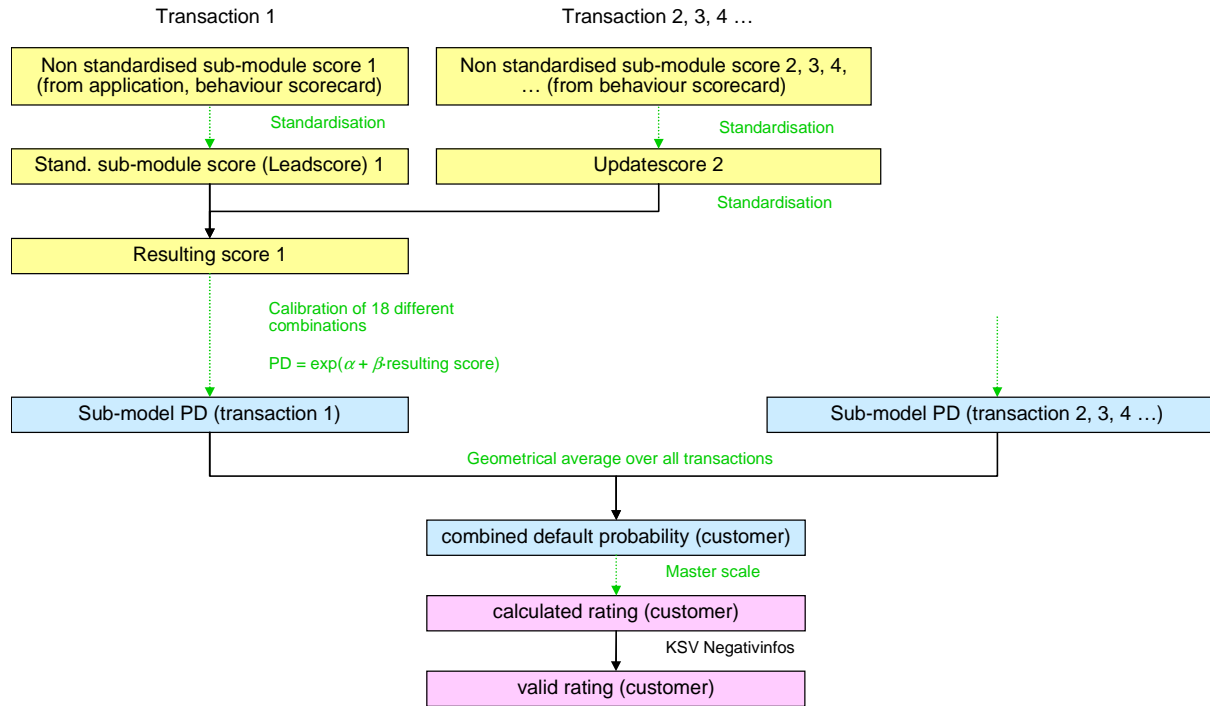 Transaction 1
Transaction 2, 3, 4 ...
Non standardised sub-module score 1
(from application, behaviour scorecard)
Non standardised sub-module score 2, 3, 4,
... (from behaviour scorecard)
Standardisation
Standardisation
Stand. sub-module score (Leadscore) 1
Updatescore 2
Standardisation
Resulting score 1
Calibration of 18 different
combinations
PD = exp(α + β·resulting score)
Sub-model PD (transaction 1)
Sub-model PD (transaction 2, 3, 4 ...)
Geometrical average over all transactions
combined default probability (customer)
Master scale
calculated rating (customer)
KSV Negativinfos
valid rating (customer)